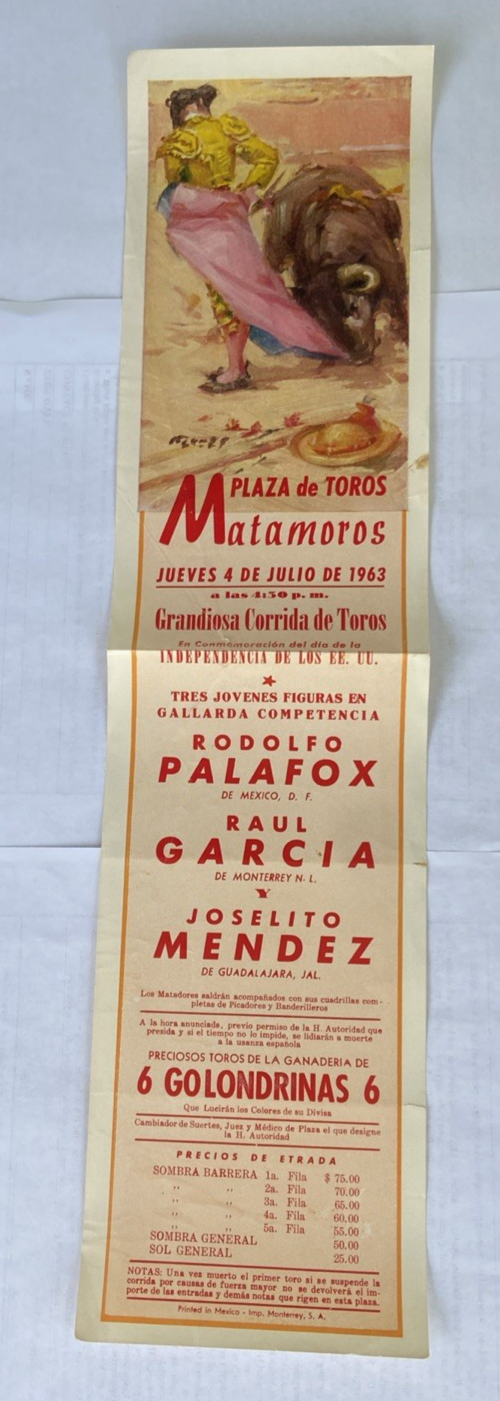 PLAZA de TOROS
Matamoros
JUEVES 4 DE JULIO DE 1963
a las 4:30 p. m.
Grandiosa Corrida de Toros
En Conmemoración del día de la
INDEPENDENCIA DE LOS EE. UU.
TRES JOVENES FIGURAS EN
GALLARDA COMPETENCIA
RODOLFO
PALAFOX
DE MEXICO, D. F.
RAUL
GARCIA
DE MONTERREY N. L.
Y
JOSELITO
MENDEZ
DE GUADALAJARA, JAL.
Los Matadores saldrán acompañados con sus cuadrillas com-
pletas de Picadores y Banderilleros
A la hora anunciada, previo permiso de la H. Autoridad que
presida y si el tiempo no lo impide, se lidiarán a muerte
a la usanza española
PRECIOSOS TOROS DE LA GANADERIA DE
6 GOLONDRINAS 6
Que Lucirán los Colores de su Divisa
Cambiador de Suertes, Juez y Médico de Plaza el que designe
la H. Autoridad
PRECIOS DE ETRADA
SOMBRA BARRERA 1a. Fila $ 75.00
,, ,, 2a. Fila 70.00
,, ,, 3a. Fila 65.00
,, ,, 4a. Fila 60.00
,, ,, 5a. Fila 55.00
SOMBRA GENERAL 50.00
SOL GENERAL 25.00
NOTAS: Una vez muerto el primer toro si se suspende la
corrida por causas de fuerza mayor no se devolverá el im-
porte de las entradas y demás notas que rigen en esta plaza.
Printed in Mexico - Imp. Monterrey, S. A.